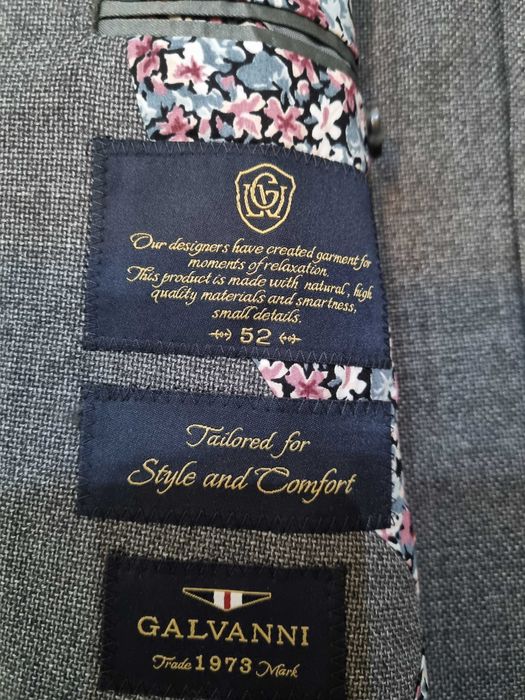 LGW
Our designers have created garment for
moments of relaxation.
This product is made with natural, high
quality materials and smartness,
small details.
52
Tailored for
Style and Comfort
GALVANNI
Trade 1973 Mark